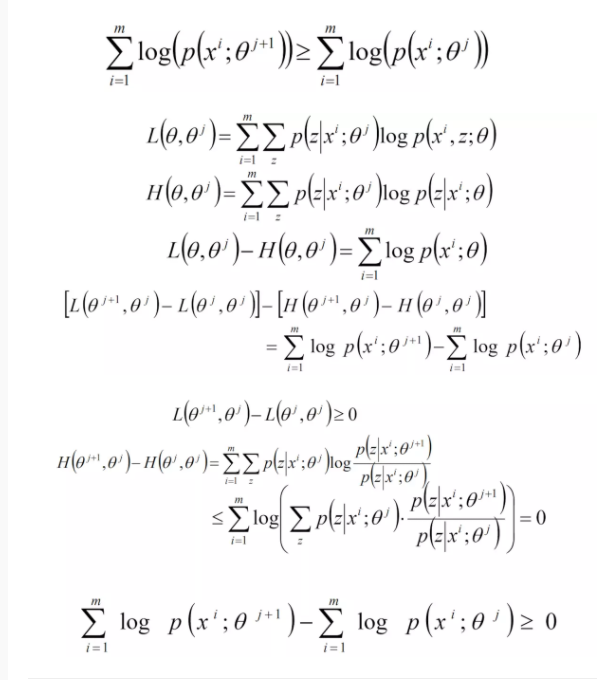 ∑_{i=1}^{m} log(p(x^i;θ^{j+1})) ≥ ∑_{i=1}^{m} log(p(x^i;θ^j))
L(θ,θ^j)=∑_{i=1}^{m}∑_z p(z|x^i;θ^j)log p(x^i,z;θ)
H(θ,θ^j)=∑_{i=1}^{m}∑_z p(z|x^i;θ^j)log p(z|x^i;θ)
L(θ,θ^j)−H(θ,θ^j)=∑_{i=1}^{m} log p(x^i;θ)
[L(θ^{j+1},θ^j)−L(θ^j,θ^j)]−[H(θ^{j+1},θ^j)−H(θ^j,θ^j)]
=∑_{i=1}^{m} log p(x^i;θ^{j+1})−∑_{i=1}^{m} log p(x^i;θ^j)
L(θ^{j+1},θ^j)−L(θ^j,θ^j)≥0
H(θ^{j+1},θ^j)−H(θ^j,θ^j)=∑_{i=1}^{m}∑_z p(z|x^i;θ^j)log \frac{p(z|x^i;θ^{j+1})}{p(z|x^i;θ^j)}
≤∑_{i=1}^{m} log(∑_z p(z|x^i;θ^j)·\frac{p(z|x^i;θ^{j+1})}{p(z|x^i;θ^j)})=0
∑_{i=1}^{m} log p(x^i;θ^{j+1})−∑_{i=1}^{m} log p(x^i;θ^j)≥ 0